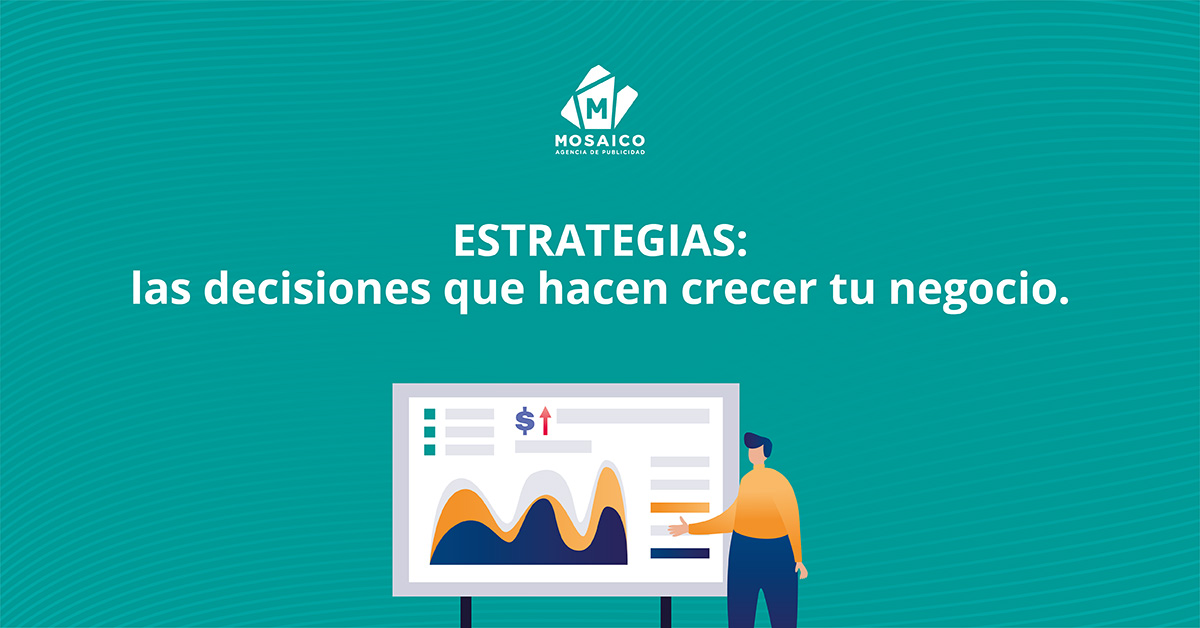 M
MOSAICO
AGENCIA DE PUBLICIDAD
ESTRATEGIAS:
las decisiones que hacen crecer tu negocio.
$